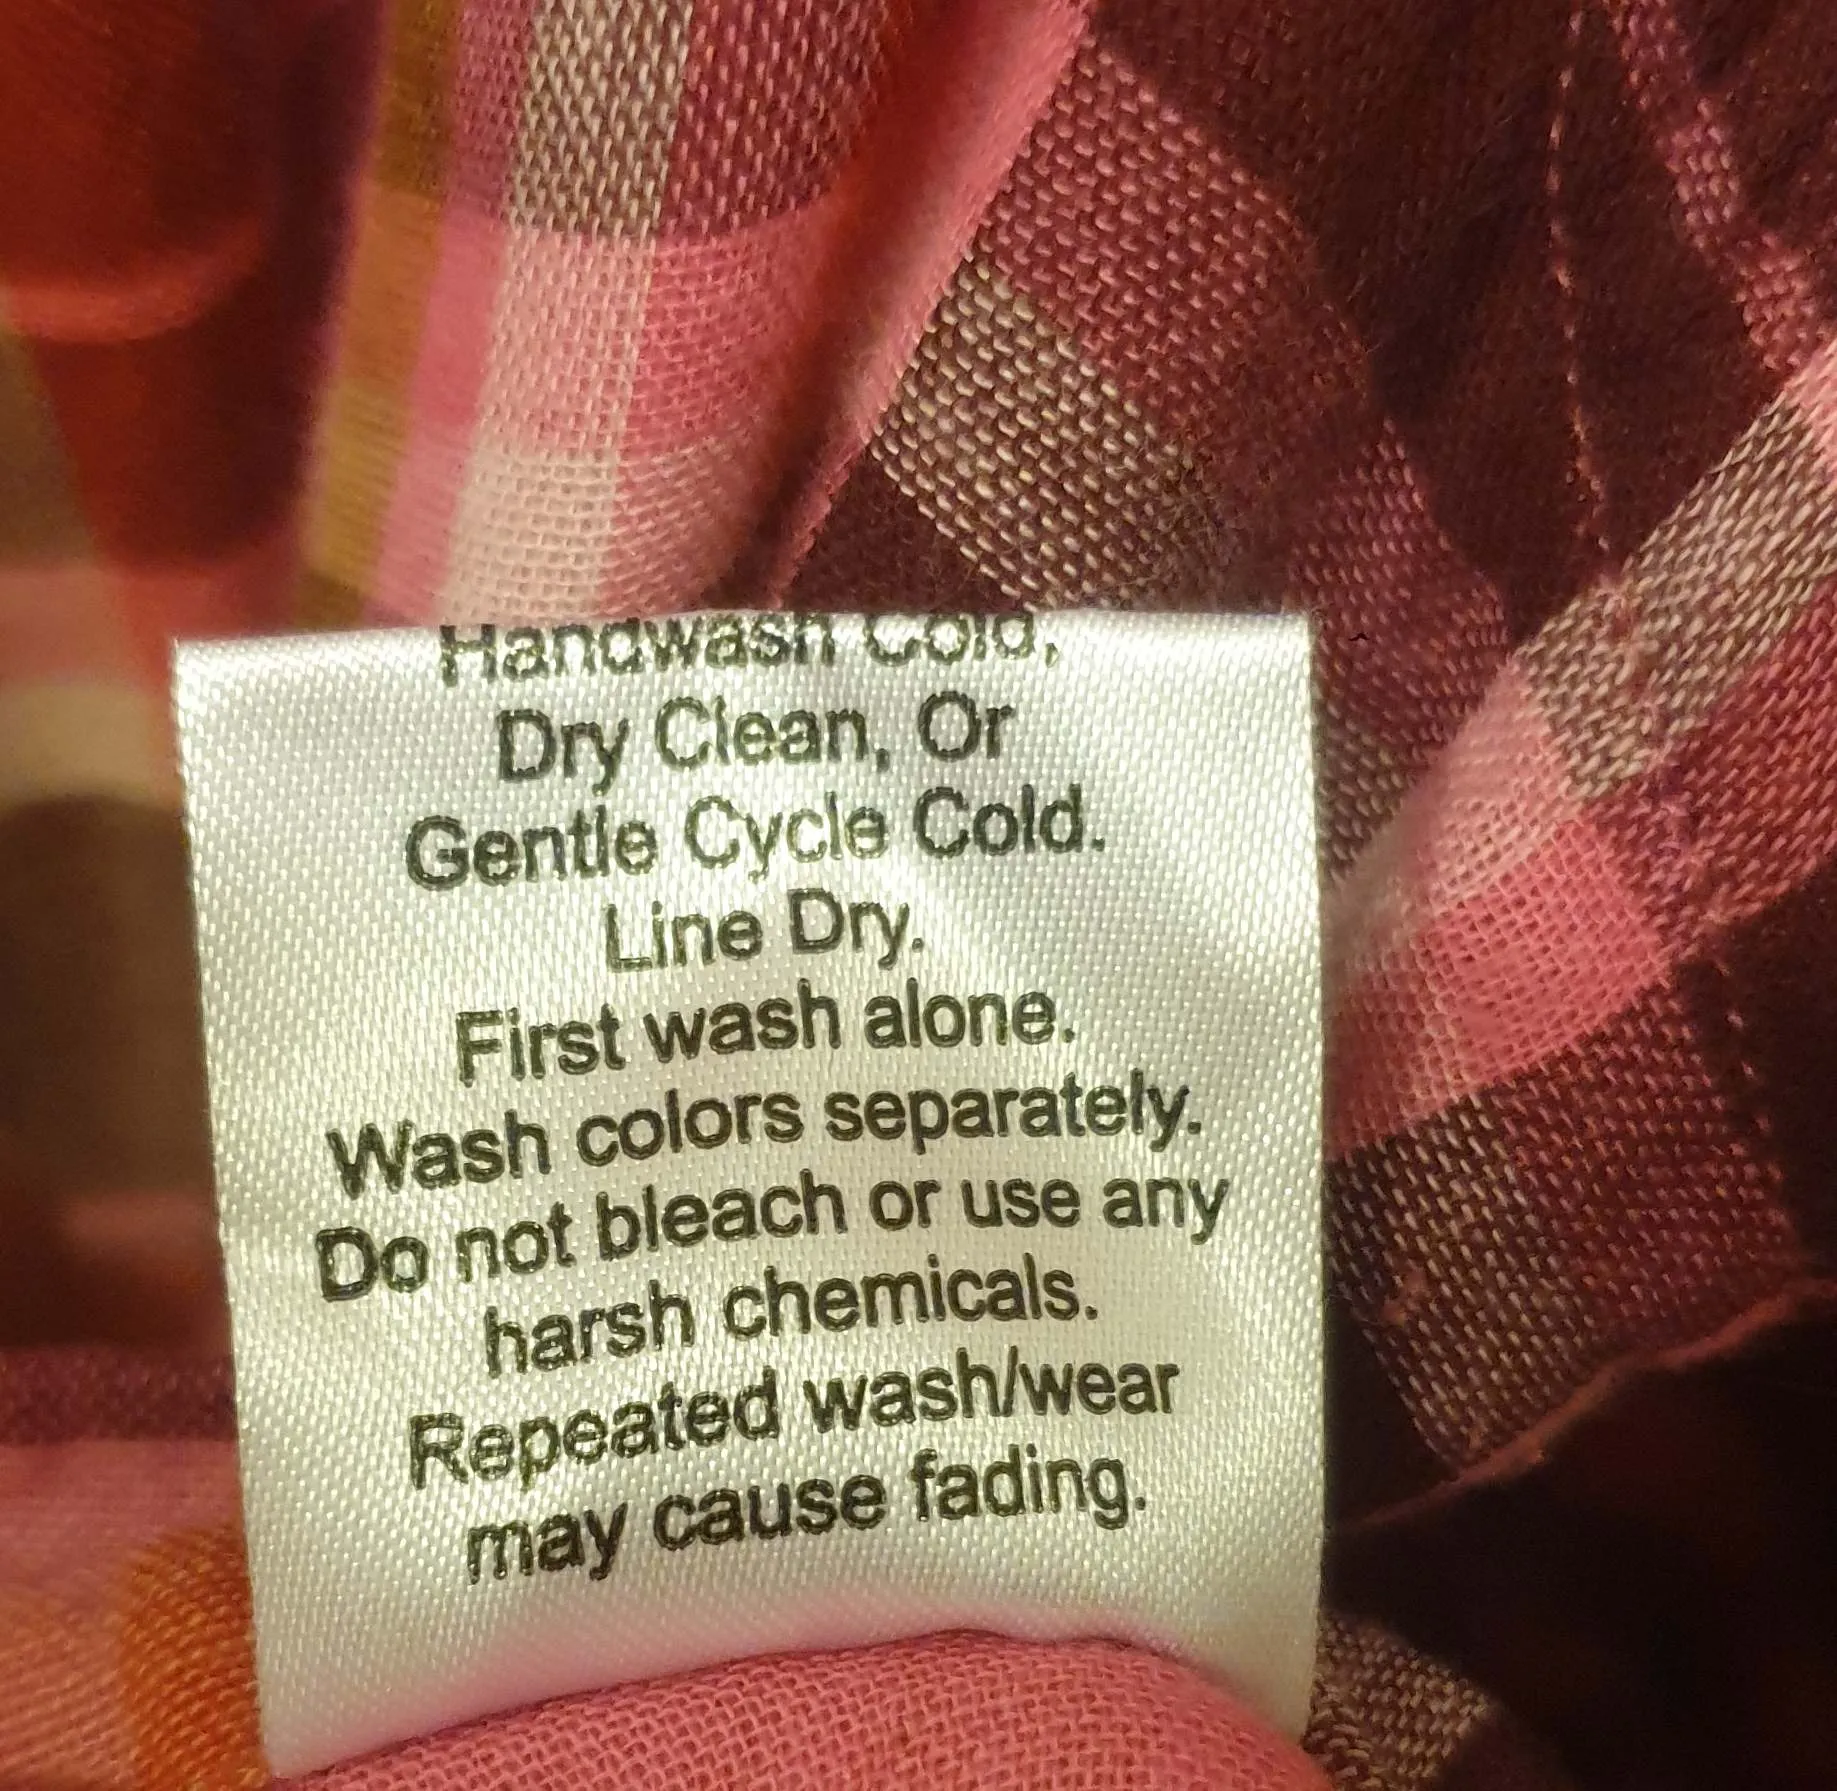 Handwash Cold,
Dry Clean, Or
Gentle Cycle Cold.
Line Dry.
First wash alone.
Wash colors separately.
Do not bleach or use any
harsh chemicals.
Repeated wash/wear
may cause fading.